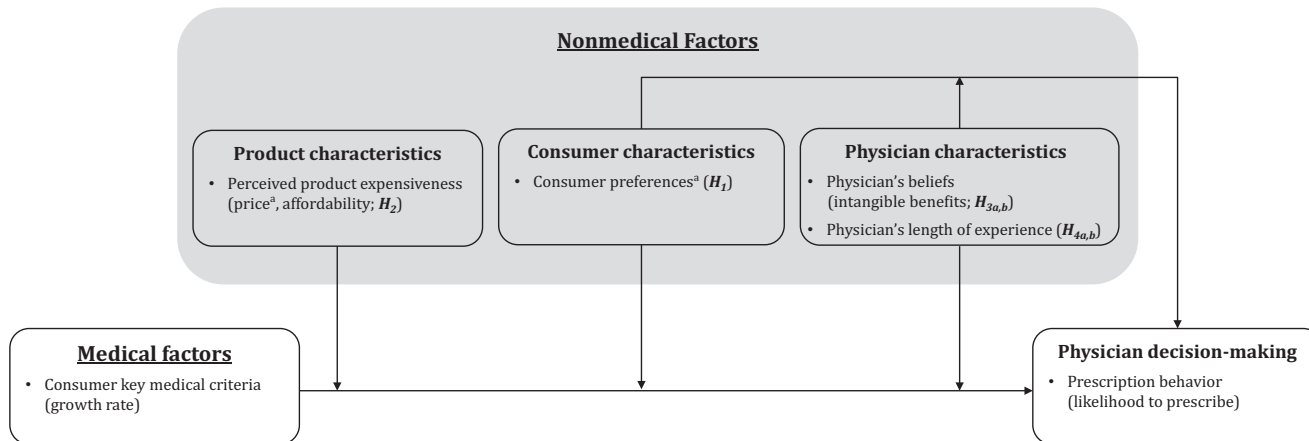 Nonmedical Factors
Product characteristics
• Perceived product expensiveness
(priceᵃ, affordability; H₂)
Consumer characteristics
• Consumer preferencesᵃ (H₁)
Physician characteristics
• Physician's beliefs
(intangible benefits; H₃ₐ,b)
• Physician's length of experience (H₄ₐ,b)
Medical factors
• Consumer key medical criteria
(growth rate)
Physician decision-making
• Prescription behavior
(likelihood to prescribe)